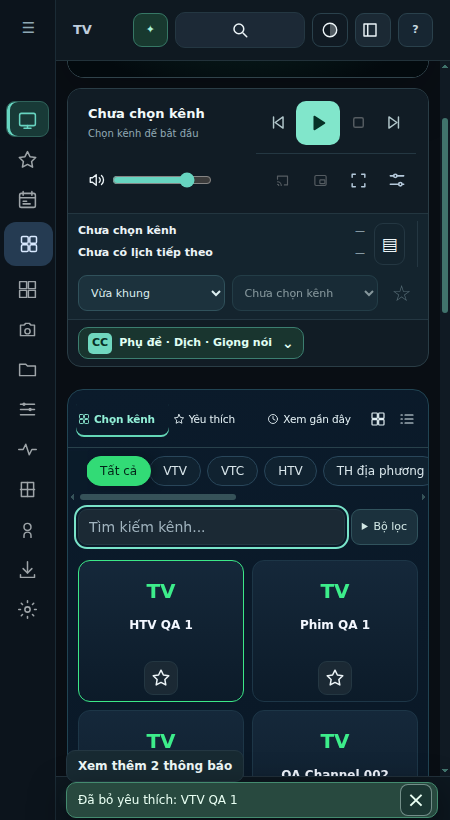 TV
?
Chưa chọn kênh
Chọn kênh để bắt đầu
Chưa chọn kênh —
Chưa có lịch tiếp theo —
Vừa khung
Chưa chọn kênh
CC Phụ đề · Dịch · Giọng nói
Chọn kênh
Yêu thích
Xem gần đây
Tất cả
VTV
VTC
HTV
TH địa phương
Tìm kiếm kênh...
Bộ lọc
TV
HTV QA 1
TV
Phim QA 1
TV
TV
QA Channel 002
Xem thêm 2 thông báo
Đã bỏ yêu thích: VTV QA 1